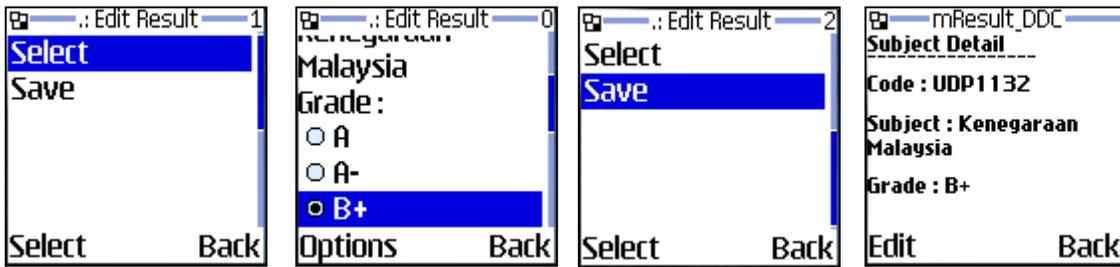 .: Edit Result 1
Select
Save
Select Back
.: Edit Result 0
Kenegaraan
Malaysia
Grade :
A
A-
B+
Options Back
.: Edit Result 2
Select
Save
Select Back
mResult_DDC
Subject Detail
------------------
Code : UDP1132
Subject : Kenegaraan
Malaysia
Grade : B+
Edit Back